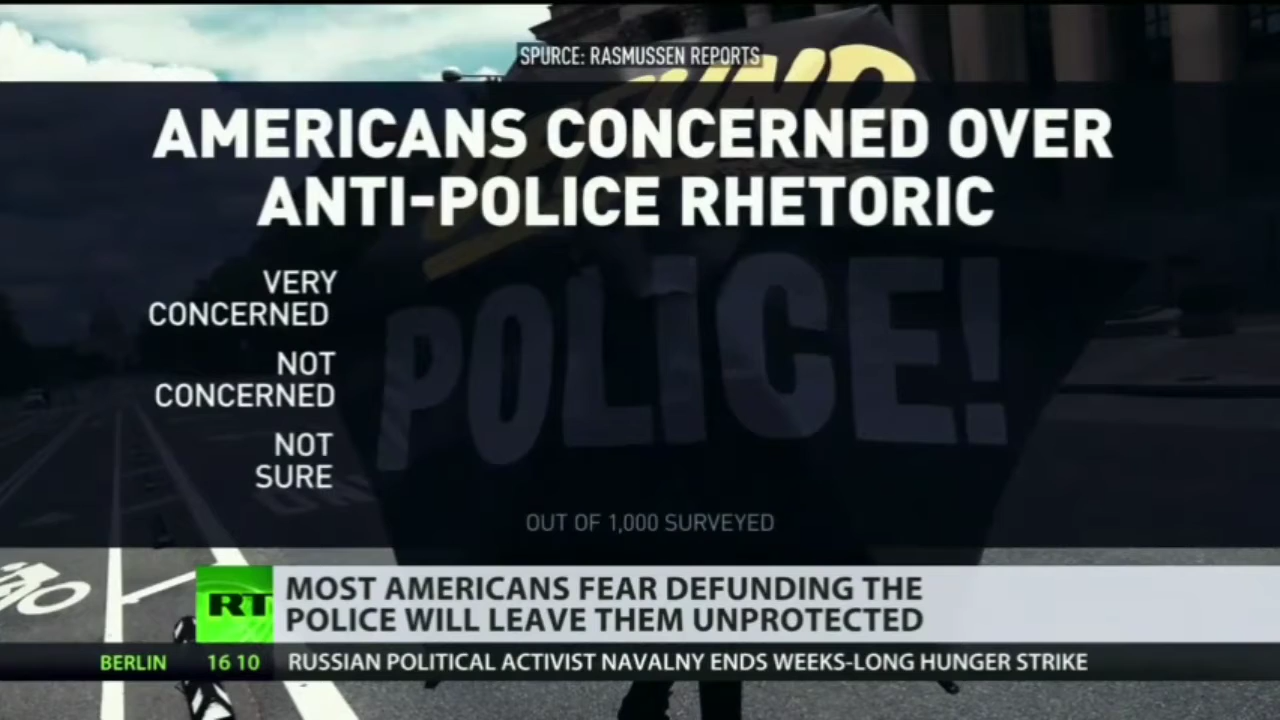 SPURCE: RASMUSSEN REPORTS
AMERICANS CONCERNED OVER
ANTI-POLICE RHETORIC
VERY
CONCERNED
NOT
CONCERNED
NOT
SURE
POLICE!
OUT OF 1,000 SURVEYED
RT
MOST AMERICANS FEAR DEFUNDING THE
POLICE WILL LEAVE THEM UNPROTECTED
BERLIN 16 10 RUSSIAN POLITICAL ACTIVIST NAVALNY ENDS WEEKS-LONG HUNGER STRIKE